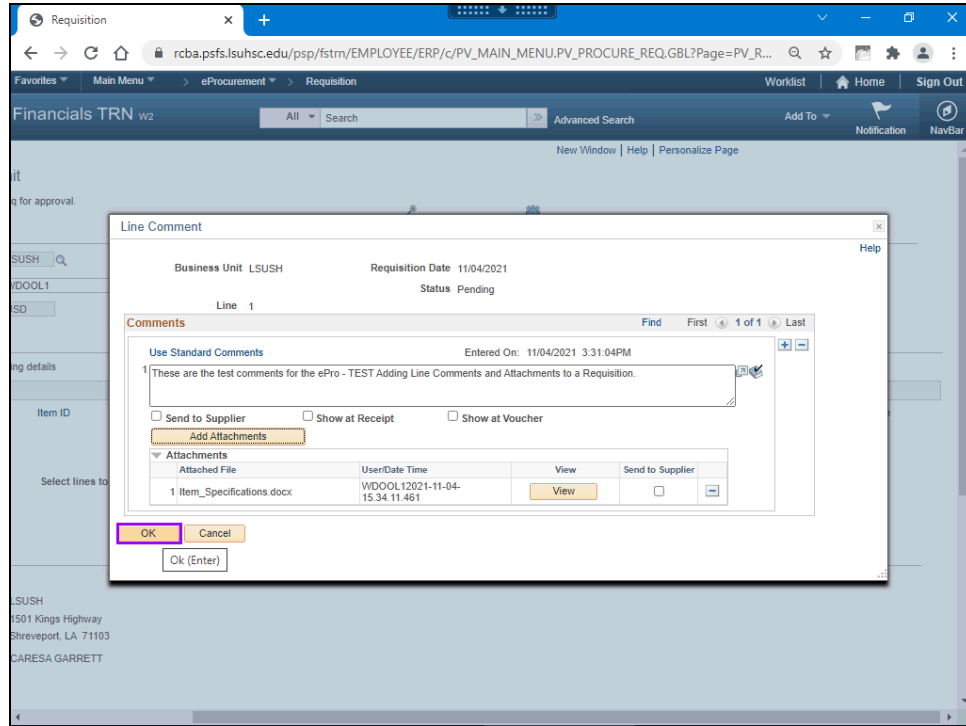 Requisition
rcba.psfs.lsuhsc.edu/psp/fstrn/EMPLOYEE/ERP/c/PV_MAIN_MENU.PV_PROCURE_REQ.GBL?Page=PV_R...
Favorites Main Menu > eProcurement > Requisition Worklist Home Sign Out
Financials TRN W2 All Search » Advanced Search Add To Notification NavBar
New Window | Help | Personalize Page
it
q for approval.
Line Comment
Help
SUSH
Business Unit LSUSH Requisition Date 11/04/2021
WDOOL1
Status Pending
SD
Line 1
Comments Find First 1 of 1 Last
Use Standard Comments Entered On: 11/04/2021 3:31:04PM
ing details
1 These are the test comments for the ePro - TEST Adding Line Comments and Attachments to a Requisition.
Item ID
Send to Supplier Show at Receipt Show at Voucher
Add Attachments
Attachments
Attached File User/Date Time View Send to Supplier
Select lines to
1 Item_Specifications.docx WDOOL12021-11-04-15.34.11.461 View
OK Cancel
Ok (Enter)
LSUSH
1501 Kings Highway
Shreveport, LA 71103
CARESA GARRETT